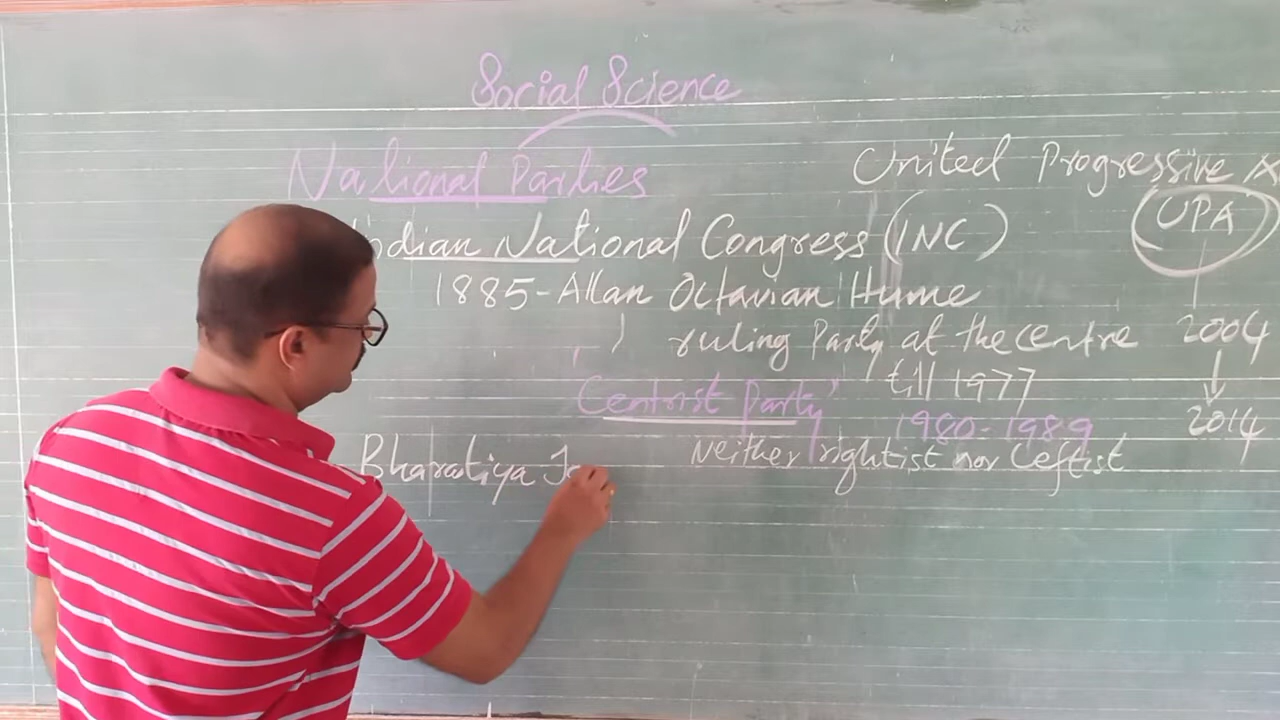 Social Science
National Parties
United Progressive
UPA
Indian National Congress (INC)
1885 - Allan Octavian Hume
ruling Party at the centre
till 1977
2004
'Centrist Party'
1980-1989
2014
Neither rightist nor Leftist
Bharatiya Ja